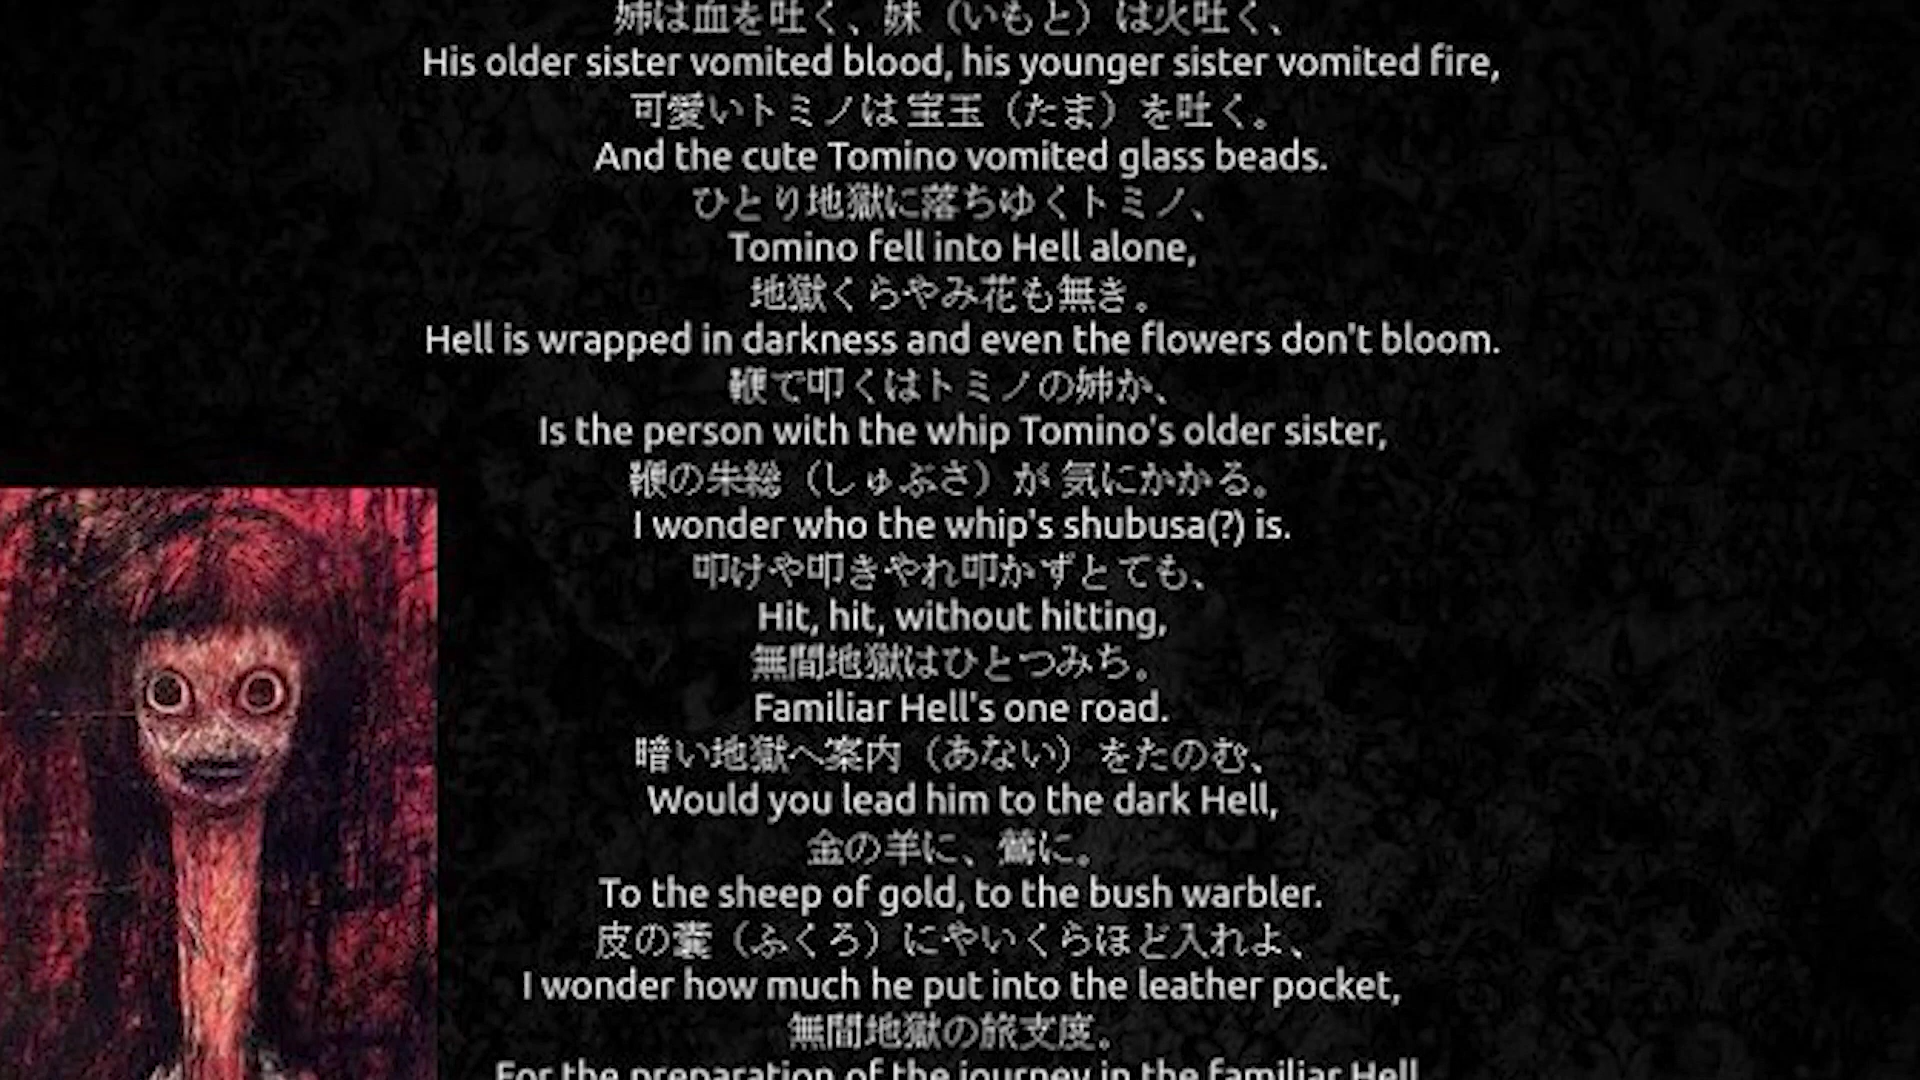 姉は血を吐く、妹（いもと）は火吐く、
His older sister vomited blood, his younger sister vomited fire,
可愛いトミノは 宝玉（たま）を吐く。
And the cute Tomino vomited glass beads.
ひとり地獄に落ちゆくトミノ、
Tomino fell into Hell alone,
地獄くらやみ花も無き。
Hell is wrapped in darkness and even the flowers don't bloom.
鞭で叩くはトミノの姉か、
Is the person with the whip Tomino's older sister,
鞭の朱総（しゅぶさ）が 気にかかる。
I wonder who the whip's shubusa(?) is.
叩けや叩きやれ叩かずとても、
Hit, hit, without hitting,
無間地獄はひとつみち。
Familiar Hell's one road.
暗い地獄へ案内（あない）をたのむ、
Would you lead him to the dark Hell,
金の羊に、鶯に。
To the sheep of gold, to the bush warbler.
皮の嚢（ふくろ）にやいくらほど入れよ、
I wonder how much he put into the leather pocket,
無間地獄の旅支度。
For the preparation of the journey in the familiar Hell